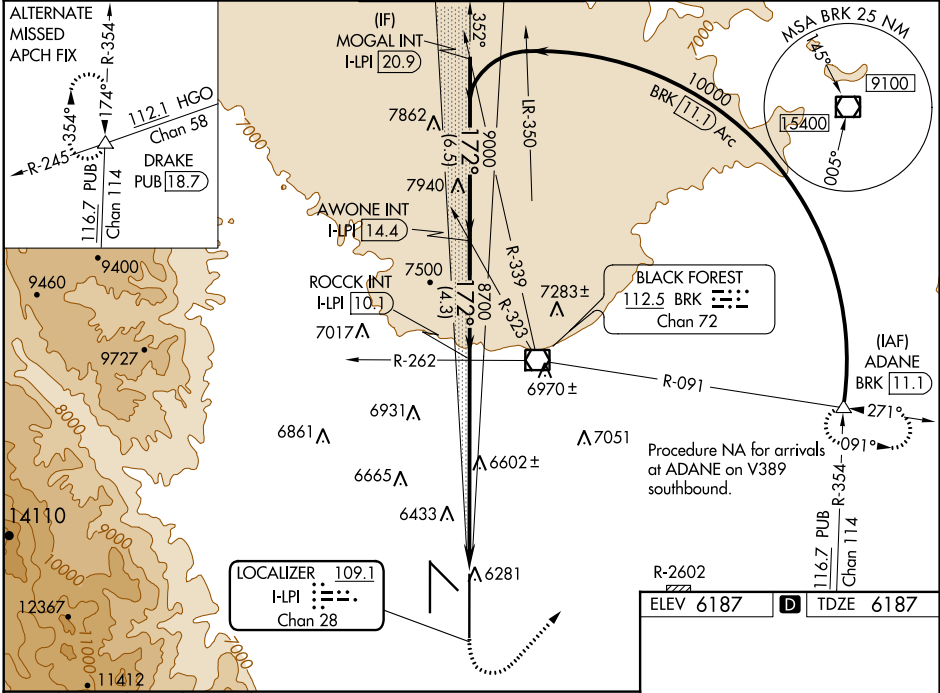 ALTERNATE
MISSED
APCH FIX
R-354
174°
354°
112.1 HGO
Chan 58
R-245
DRAKE
PUB 18.7
116.7 PUB
Chan 114
(IF)
MOGAL INT
I-LPI 20.9
352°
7862
9000
172°
(6.5)
7940
LR-350
AWONE INT
I-LPI 14.4
R-339
R-323
7500
ROCCK INT
I-LPI 10.1
8700
172°
(4.3)
7017
R-262
7283±
BLACK FOREST
112.5 BRK
Chan 72
6970±
R-091
10000
BRK 11.1 Arc
7000
7000
MSA BRK 25 NM
145°
9100
15400
005°
(IAF)
ADANE
BRK 11.1
271°
091°
Procedure NA for arrivals
at ADANE on V389
southbound.
R-354
116.7 PUB
Chan 114
7051
6931
6861
6602±
6665
6433
6281
LOCALIZER 109.1
I-LPI
Chan 28
R-2602
ELEV 6187 D TDZE 6187
7000
9460
9400
9727
8000
14110
9000
10000
12367
11000
11412
7000